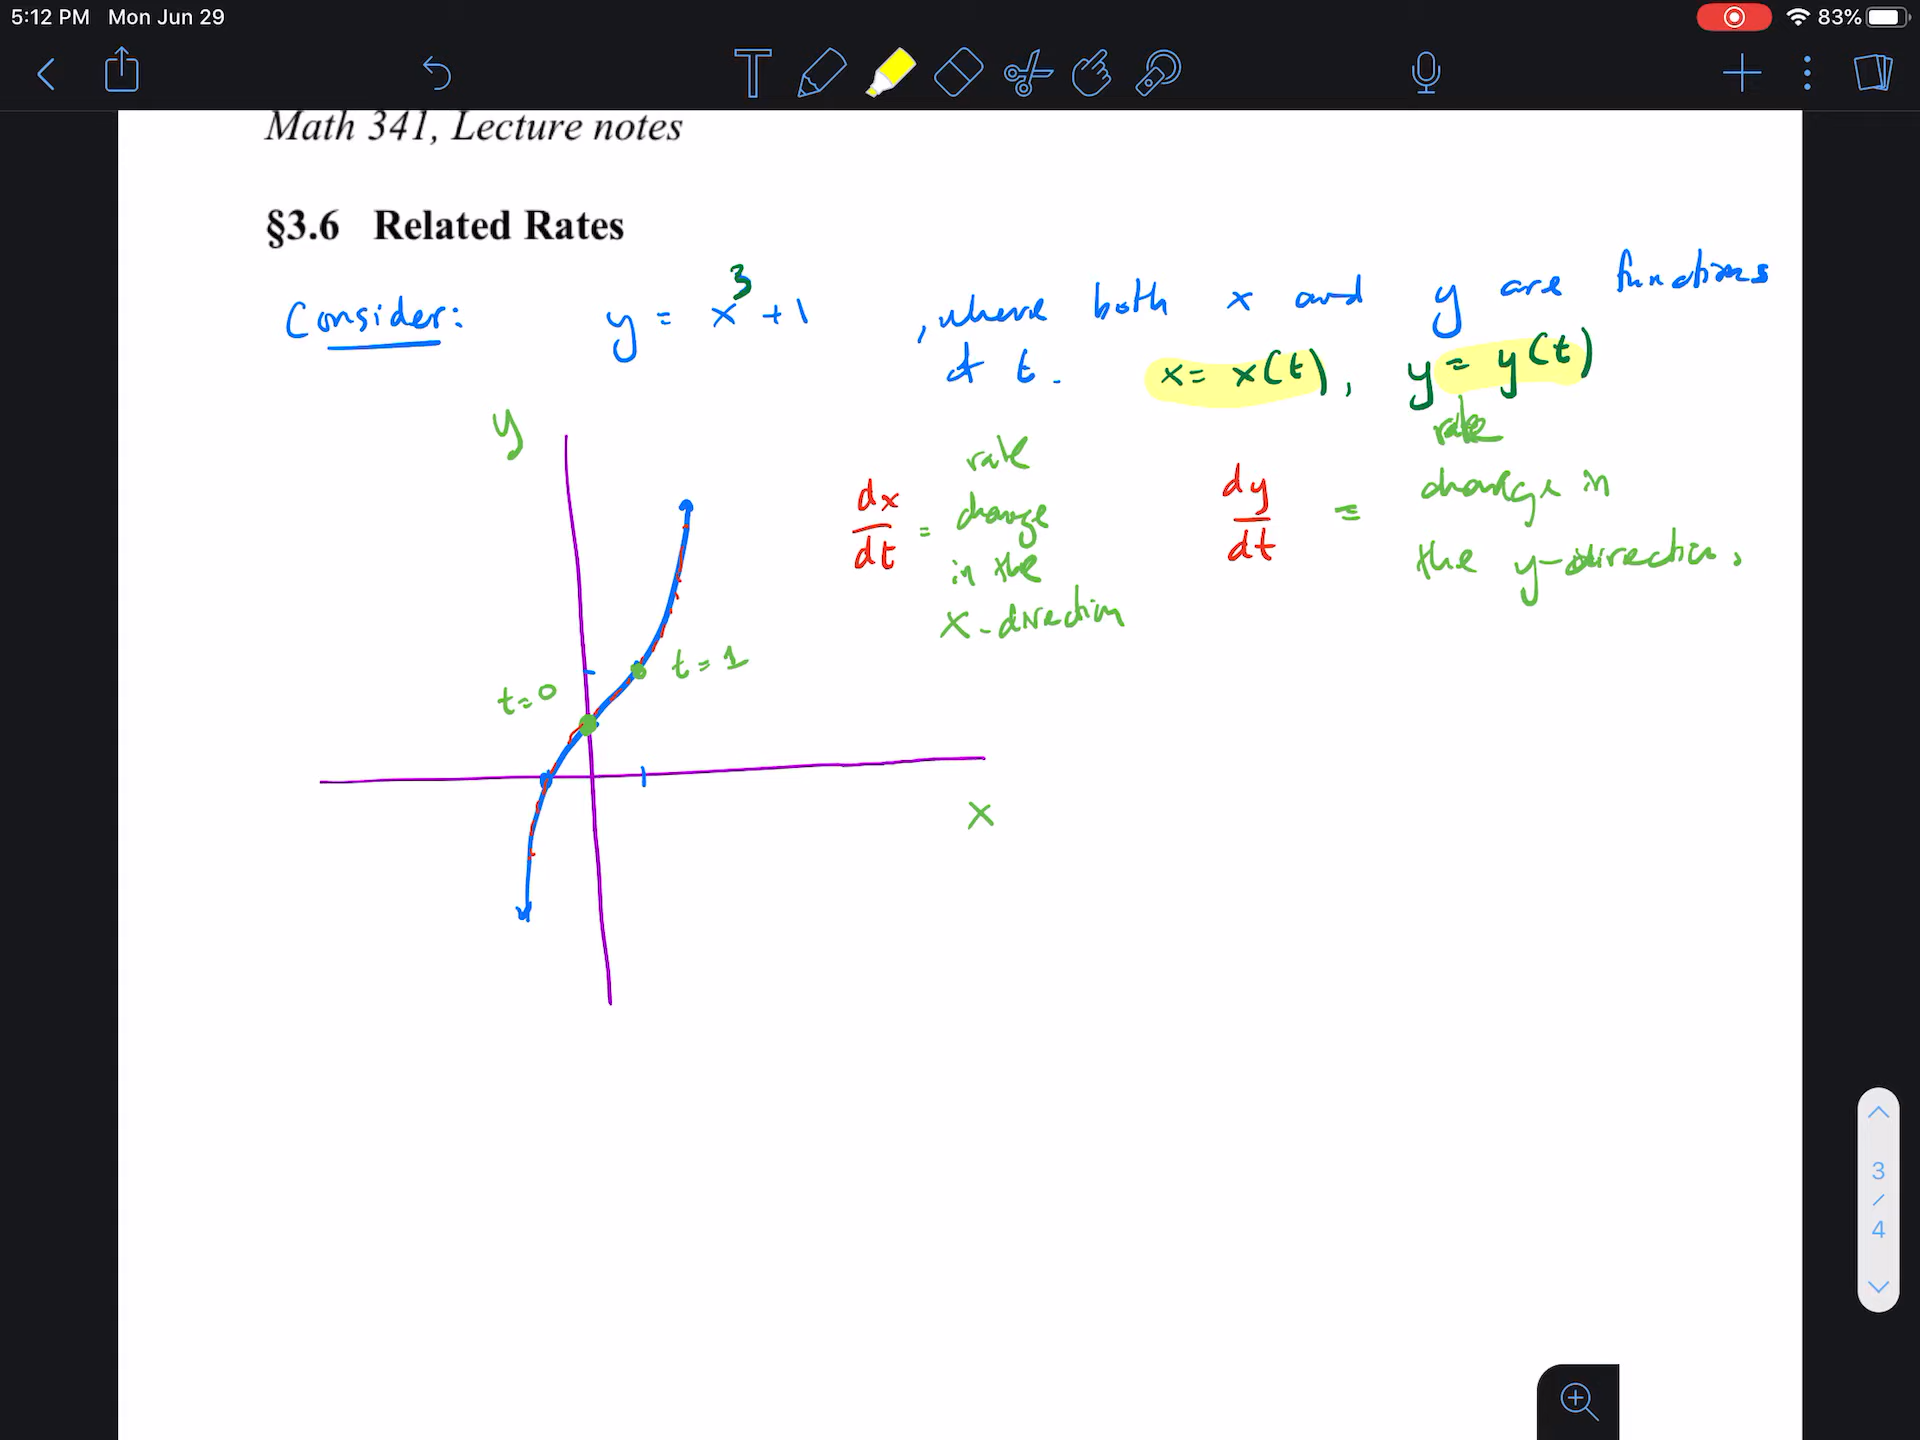 5:12 PM Mon Jun 29
83%
Math 341, Lecture notes
§3.6 Related Rates
Consider: y = x³ + 1 , where both x and y are functions
of t. x = x(t), y = y(t)
y
dx/dt = rate
change
in the
x-direction
dy/dt = rate
change in
the y-direction.
t = 1
t = 0
x
3
/
4